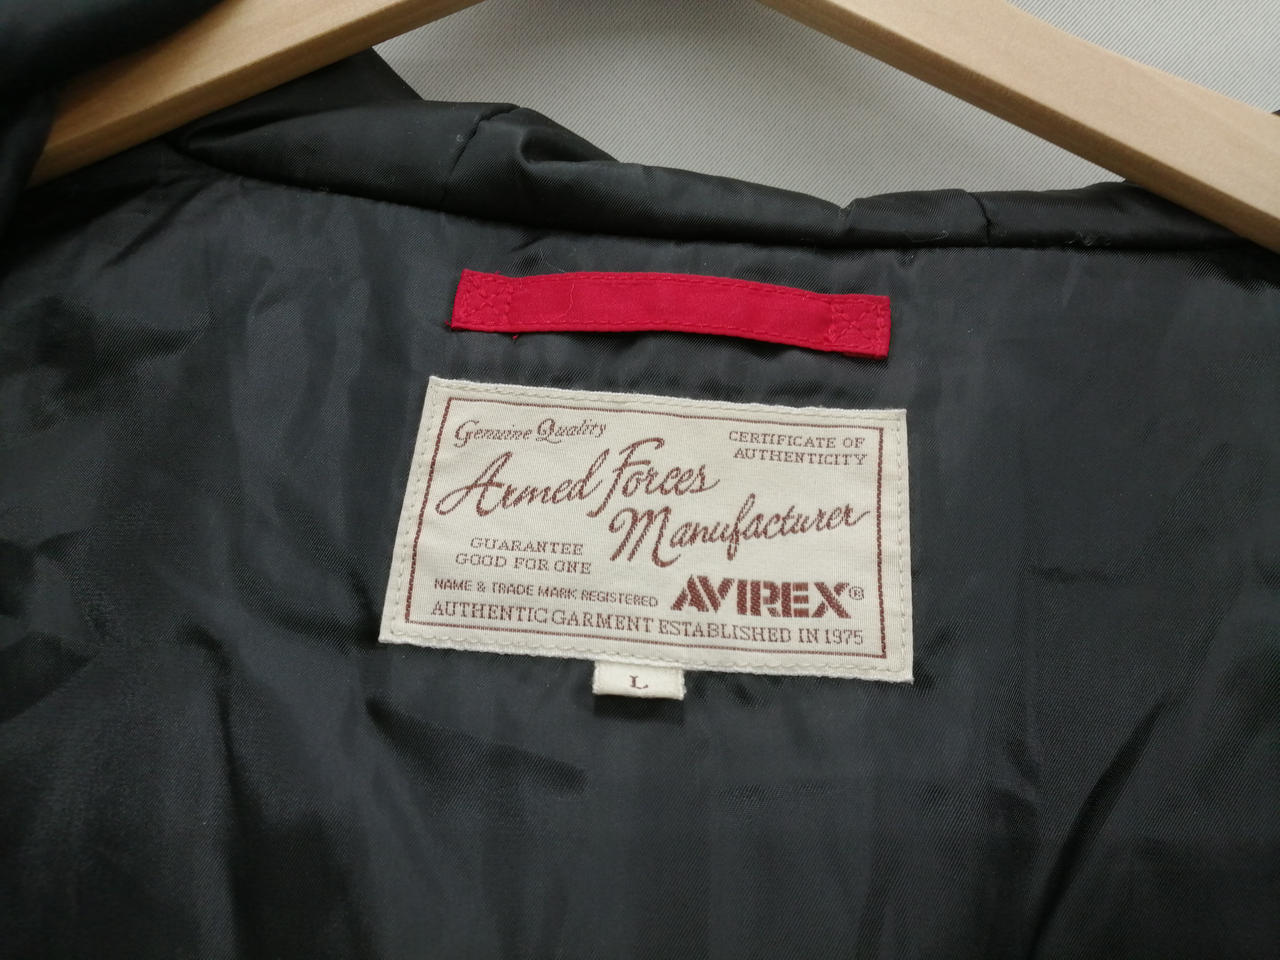 Genuine Quality
CERTIFICATE OF
AUTHENTICITY
Armed Forces
Manufacturer
GUARANTEE
GOOD FOR ONE
NAME & TRADE MARK REGISTERED
AVIREX®
AUTHENTIC GARMENT ESTABLISHED IN 1975
L